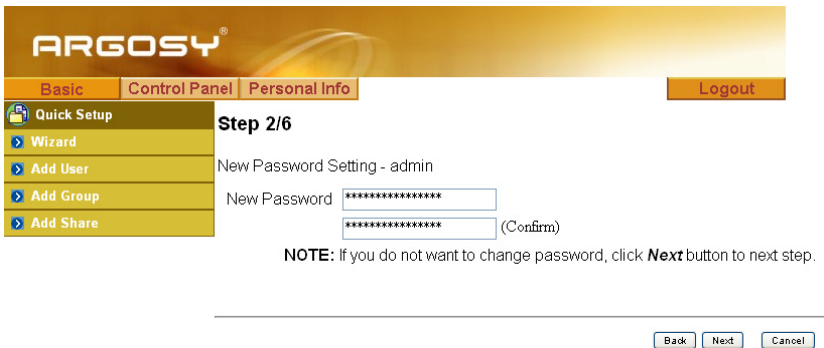 ARGOSY®
Basic Control Panel Personal Info Logout
Quick Setup
Wizard
Add User
Add Group
Add Share
Step 2/6
New Password Setting - admin
New Password ****************
**************** (Confirm)
NOTE: If you do not want to change password, click Next button to next step.
Back Next Cancel